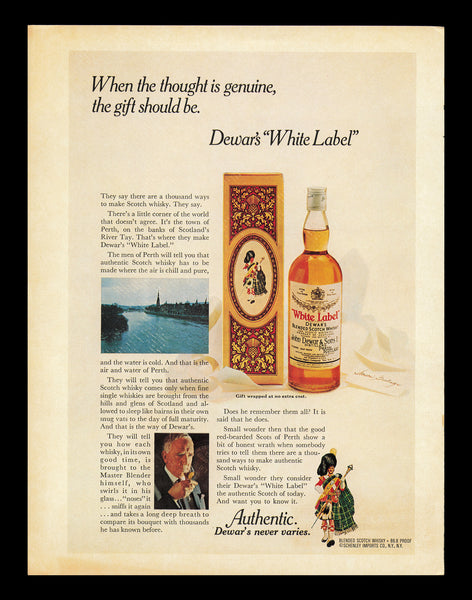 When the thought is genuine,
the gift should be.
Dewar's "White Label"
They say there are a thousand ways
to make Scotch whisky. They say.
There's a little corner of the world
that doesn't agree. It's the town of
Perth, on the banks of Scotland's
River Tay. That's where they make
Dewar's "White Label."
The men of Perth will tell you that
authentic Scotch whisky has to be
made where the air is chill and pure,
and the water is cold. And that is the
air and water of Perth.
They will tell you that authentic
Scotch whisky comes only when fine
single whiskies are brought from the
hills and glens of Scotland and al-
lowed to sleep like bairns in their own
snug vats to the day of full maturity.
And that is the way of Dewar's.
They will tell
you how each
whisky, in its own
good time, is
brought to the
Master Blender
himself, who
swirls it in his
glass..."noses" it
... sniffs it again
... and takes a long deep breath to
compare its bouquet with thousands
he has known before.
"White Label"
DEWAR'S
BLENDED SCOTCH WHISKY
John Dewar & Sons
Perth
Gift wrapped at no extra cost.
Does he remember them all? It is
said that he does.
Small wonder then that the good
red-bearded Scots of Perth show a
bit of honest wrath when somebody
tries to tell them there are a thou-
sand ways to make authentic
Scotch whisky.
Small wonder they consider
their Dewar's "White Label"
the authentic Scotch of today.
And want you to know it.
Authentic.
Dewar's never varies.
BLENDED SCOTCH WHISKY • 86.8 PROOF
©SCHENLEY IMPORTS CO., N.Y., N.Y.